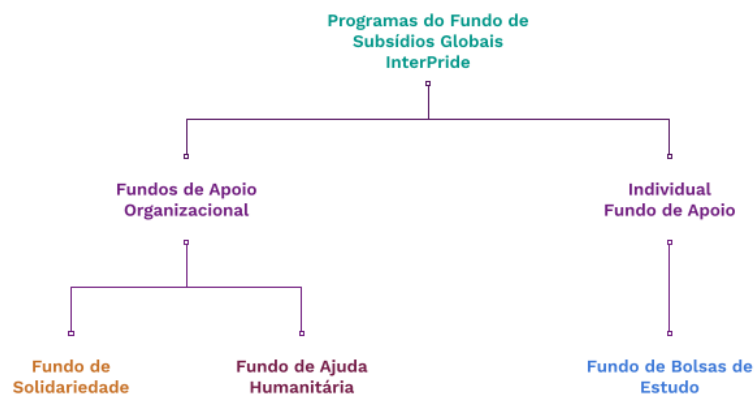 Programas do Fundo de
Subsídios Globais
InterPride
Fundos de Apoio
Organizacional
Individual
Fundo de Apoio
Fundo de
Solidariedade
Fundo de Ajuda
Humanitária
Fundo de Bolsas de
Estudo